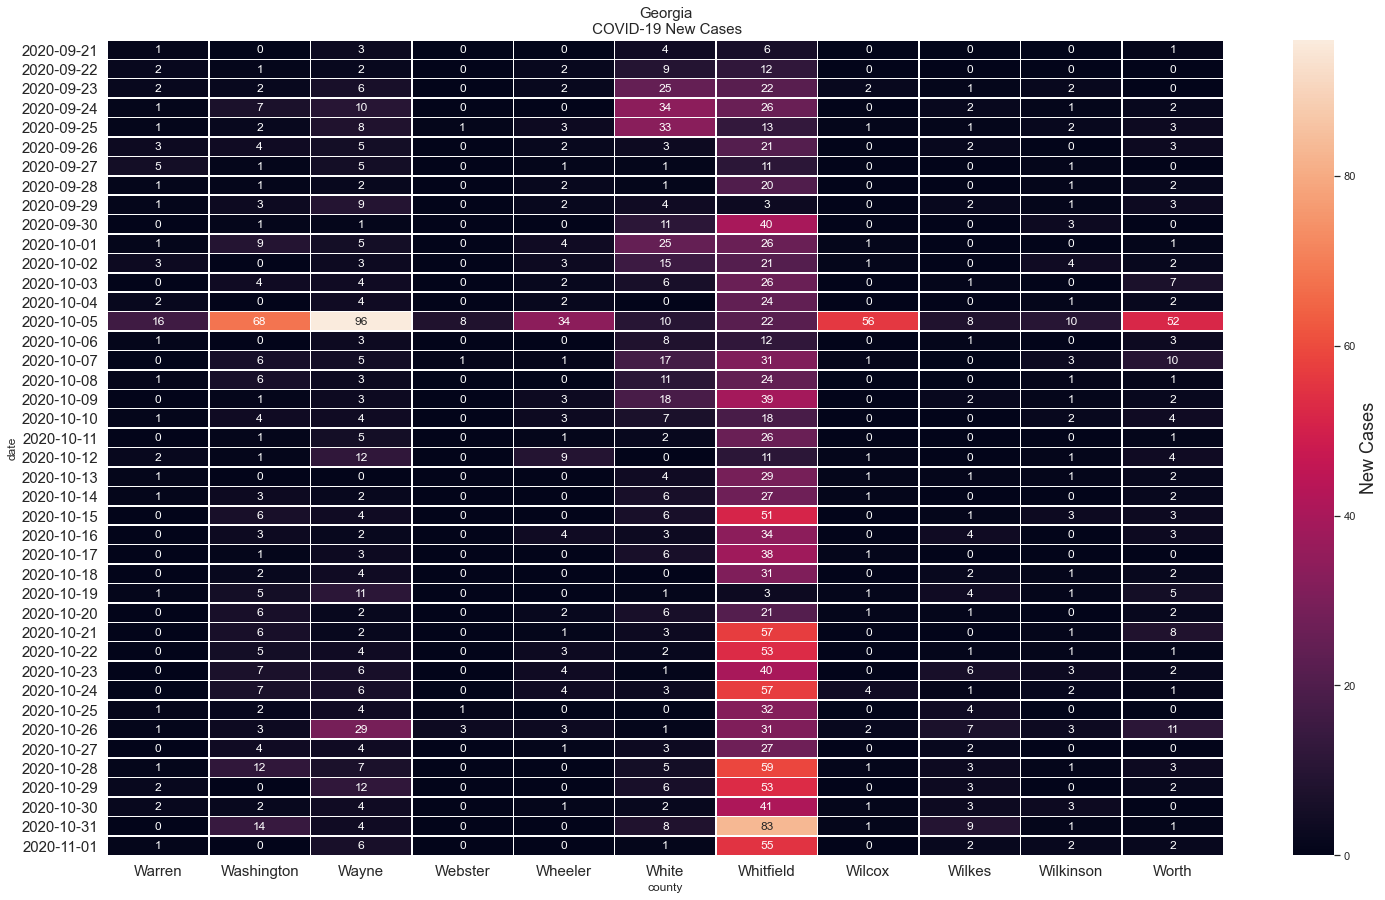 Georgia
COVID-19 New Cases
2020-09-21 1 0 3 0 0 4 6 0 0 0 1
2020-09-22 2 1 2 0 2 9 12 0 0 0 0
2020-09-23 2 2 6 0 2 25 22 2 1 2 0
2020-09-24 1 7 10 0 0 34 26 0 2 1 2
2020-09-25 1 2 8 1 3 33 13 1 1 2 3
2020-09-26 3 4 5 0 2 3 21 0 2 0 3
2020-09-27 5 1 5 0 1 1 11 0 0 1 0
2020-09-28 1 1 2 0 2 1 20 0 0 1 2
2020-09-29 1 3 9 0 2 4 3 0 2 1 3
2020-09-30 0 1 1 0 0 11 40 0 0 3 0
2020-10-01 1 9 5 0 4 25 26 1 0 0 1
2020-10-02 3 0 3 0 3 15 21 1 0 4 2
2020-10-03 0 4 4 0 2 6 26 0 1 0 7
2020-10-04 2 0 4 0 2 0 24 0 0 1 2
2020-10-05 16 68 96 8 34 10 22 56 8 10 52
2020-10-06 1 0 3 0 0 8 12 0 1 0 3
2020-10-07 0 6 5 1 1 17 31 1 0 3 10
2020-10-08 1 6 3 0 0 11 24 0 0 1 1
2020-10-09 0 1 3 0 3 18 39 0 2 1 2
2020-10-10 1 4 4 0 3 7 18 0 0 2 4
2020-10-11 0 1 5 0 1 2 26 0 0 0 1
2020-10-12 2 1 12 0 9 0 11 1 0 1 4
2020-10-13 1 0 0 0 0 4 29 1 1 1 2
2020-10-14 1 3 2 0 0 6 27 1 0 0 2
2020-10-15 0 6 4 0 0 6 51 0 1 3 3
2020-10-16 0 3 2 0 4 3 34 0 4 0 3
2020-10-17 0 1 3 0 0 6 38 1 0 0 0
2020-10-18 0 2 4 0 0 0 31 0 2 1 2
2020-10-19 1 5 11 0 0 1 3 1 4 1 5
2020-10-20 0 6 2 0 2 6 21 1 1 0 2
2020-10-21 0 6 2 0 1 3 57 0 0 1 8
2020-10-22 0 5 4 0 3 2 53 0 1 1 1
2020-10-23 0 7 6 0 4 1 40 0 6 3 2
2020-10-24 0 7 6 0 4 3 57 4 1 2 1
2020-10-25 1 2 4 1 0 0 32 0 4 0 0
2020-10-26 1 3 29 3 3 1 31 2 7 3 11
2020-10-27 0 4 4 0 1 3 27 0 2 0 0
2020-10-28 1 12 7 0 0 5 59 1 3 1 3
2020-10-29 2 0 12 0 0 6 53 0 3 0 2
2020-10-30 2 2 4 0 1 2 41 1 3 3 0
2020-10-31 0 14 4 0 0 8 83 1 9 1 1
2020-11-01 1 0 6 0 0 1 55 0 2 2 2
Warren Washington Wayne Webster Wheeler White Whitfield Wilcox Wilkes Wilkinson Worth
county
date
80
60
40
20
0
New Cases